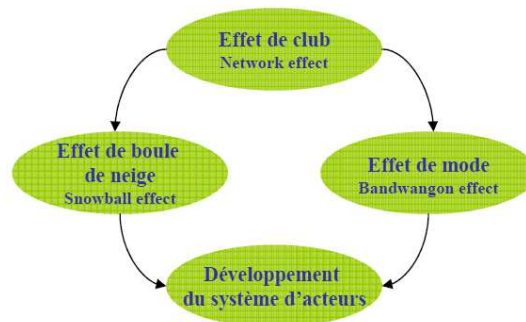 Effet de club
Network effect
Effet de boule
de neige
Snowball effect
Effet de mode
Bandwangon effect
Développement
du système d'acteurs